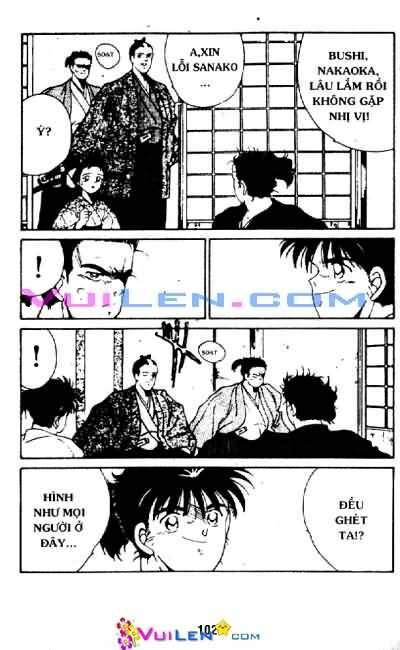 BUSHI,
NAKAOKA,
LÂU LẮM RỒI
KHÔNG GẶP
NHỊ VỊ!
A,XIN
LỖI SANAKO
...
SOẠT
Ý?
!
VUILEN.COM
!
SOẠT
HÌNH
NHƯ MỌI
NGƯỜI Ở
ĐÂY...
ĐỀU
GHÉT
TA!?
102
VUILEN.COM